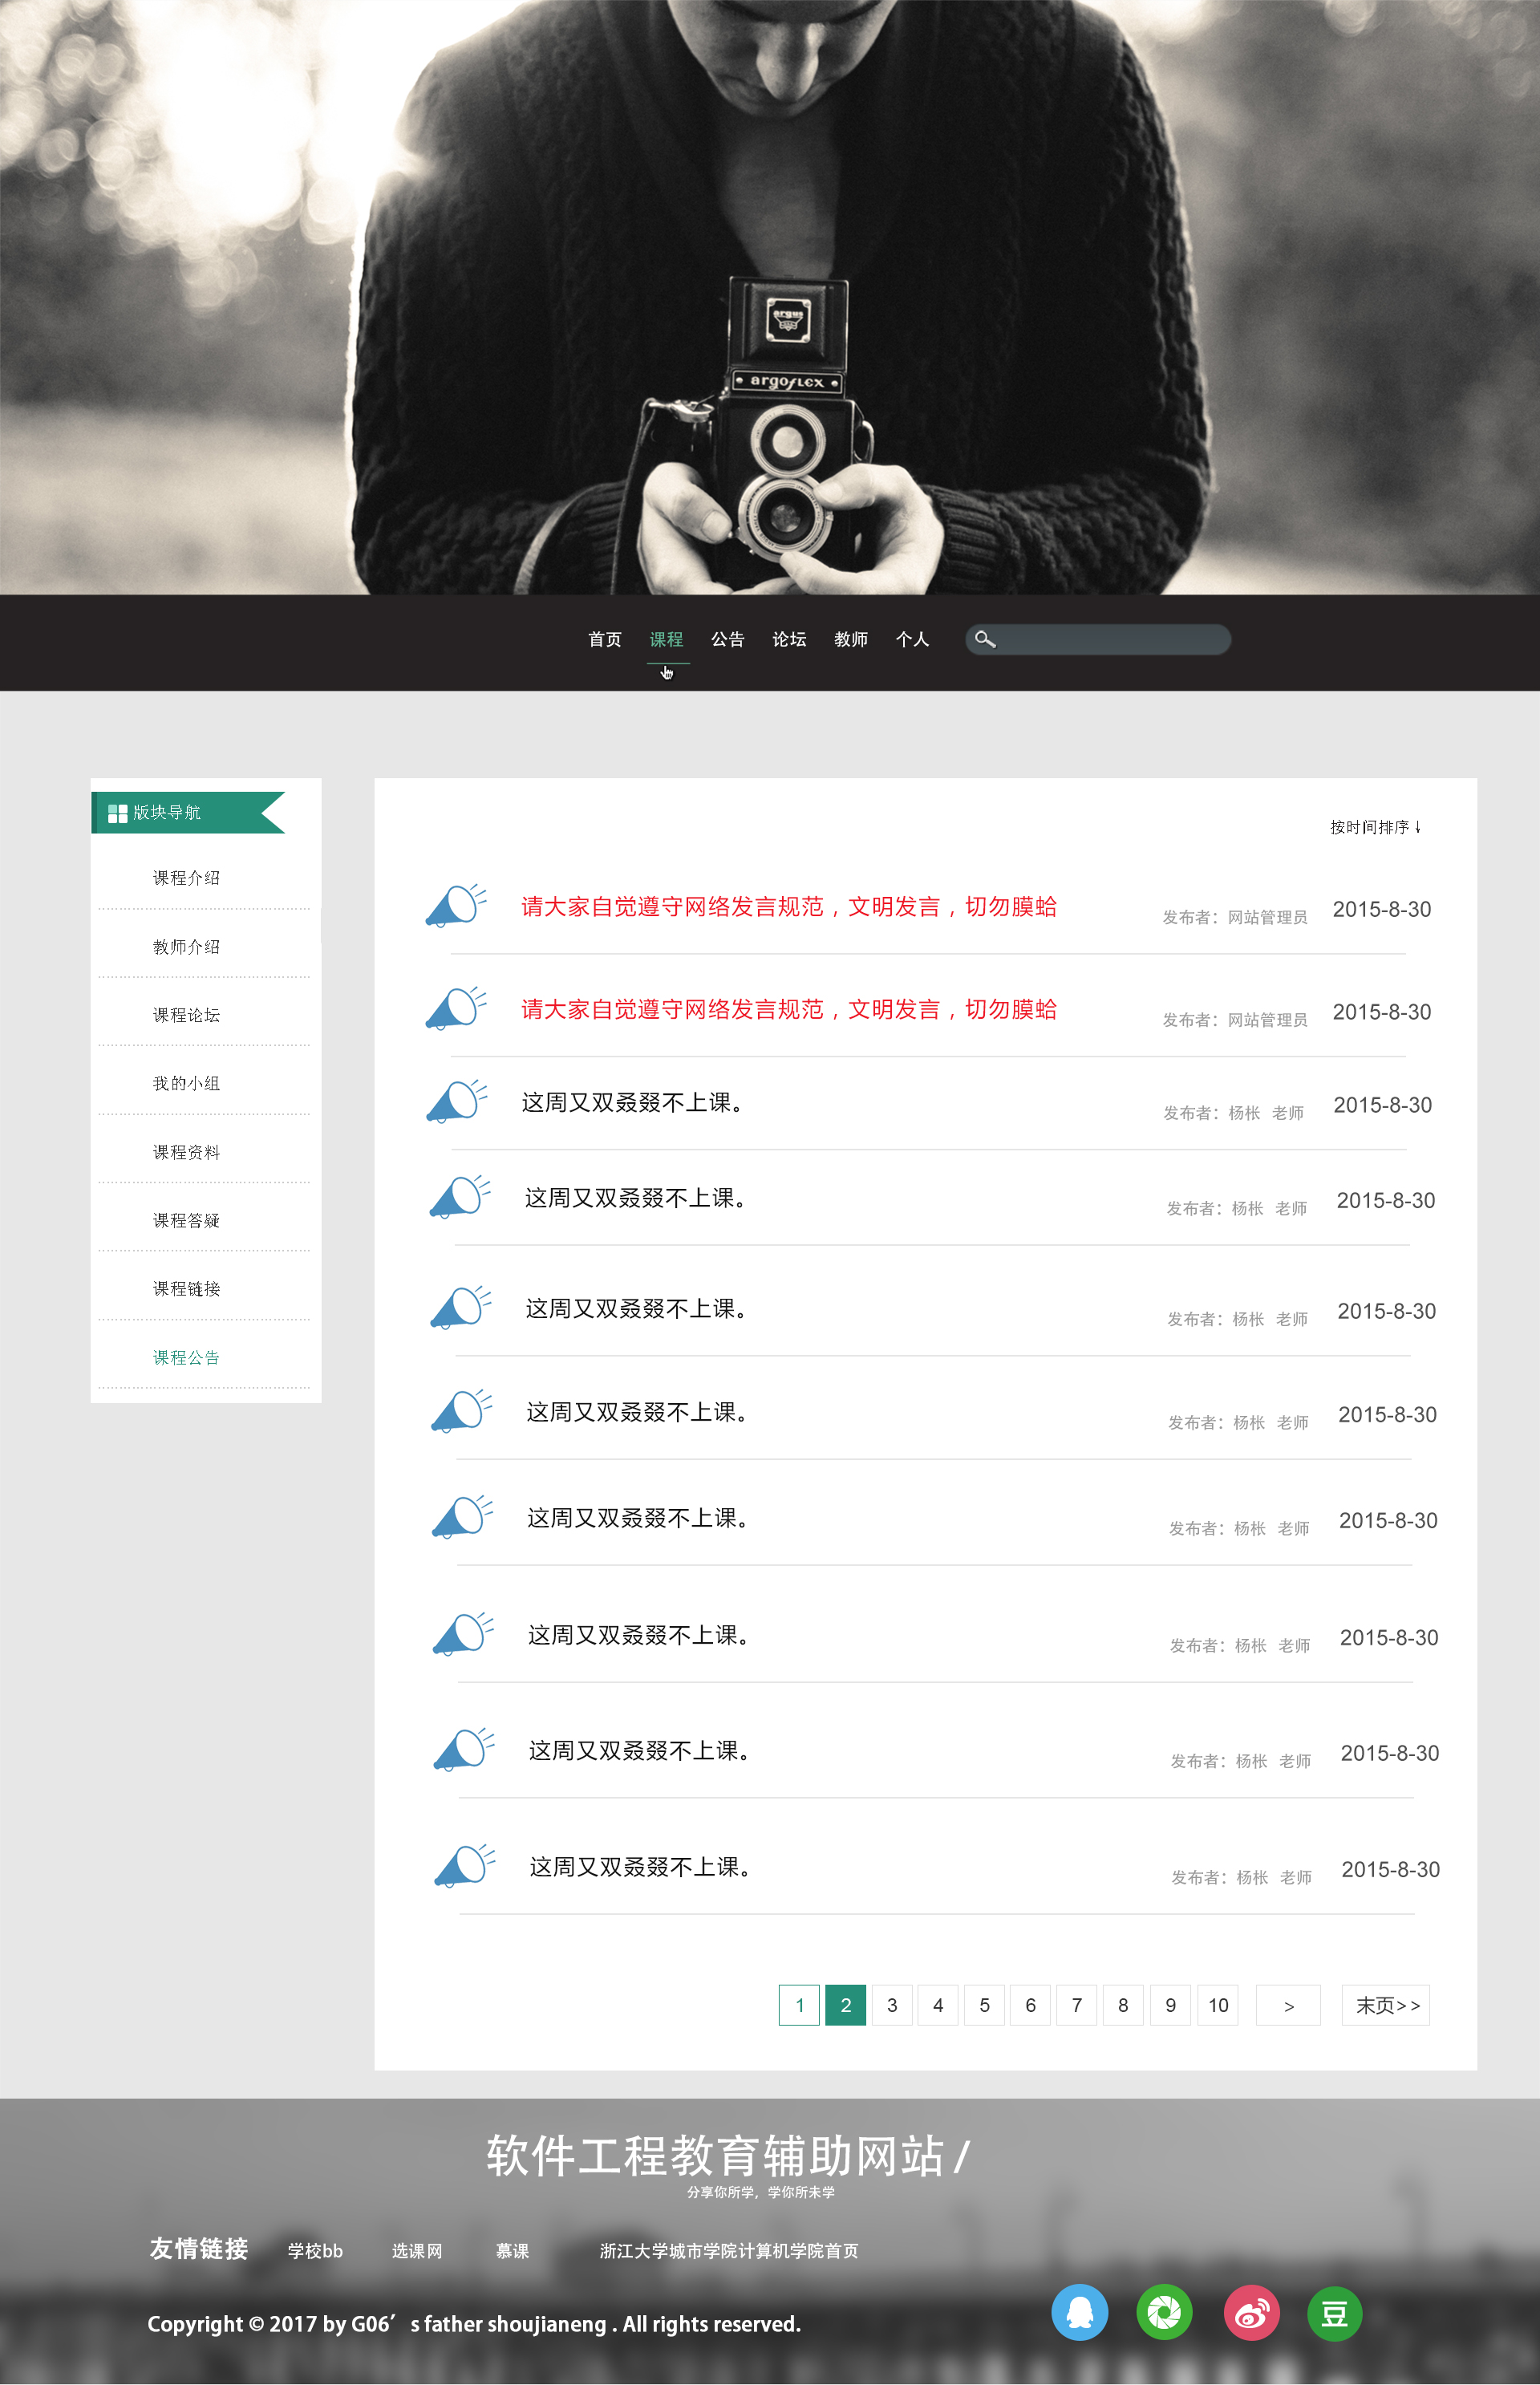 argus
argoflex
首页 课程 公告 论坛 教师 个人
版块导航
课程介绍
教师介绍
课程论坛
我的小组
课程资料
课程答疑
课程链接
课程公告
按时间排序↓
请大家自觉遵守网络发言规范，文明发言，切勿膜蛤 发布者：网站管理员 2015-8-30
请大家自觉遵守网络发言规范，文明发言，切勿膜蛤 发布者：网站管理员 2015-8-30
这周又双叒叕不上课。 发布者：杨枨 老师 2015-8-30
这周又双叒叕不上课。 发布者：杨枨 老师 2015-8-30
这周又双叒叕不上课。 发布者：杨枨 老师 2015-8-30
这周又双叒叕不上课。 发布者：杨枨 老师 2015-8-30
这周又双叒叕不上课。 发布者：杨枨 老师 2015-8-30
这周又双叒叕不上课。 发布者：杨枨 老师 2015-8-30
这周又双叒叕不上课。 发布者：杨枨 老师 2015-8-30
这周又双叒叕不上课。 发布者：杨枨 老师 2015-8-30
1 2 3 4 5 6 7 8 9 10 > 末页>>
软件工程教育辅助网站 /
分享你所学，学你所未学
友情链接 学校bb 选课网 慕课 浙江大学城市学院计算机学院首页
Copyright © 2017 by G06′ s father shoujianeng . All rights reserved.
豆